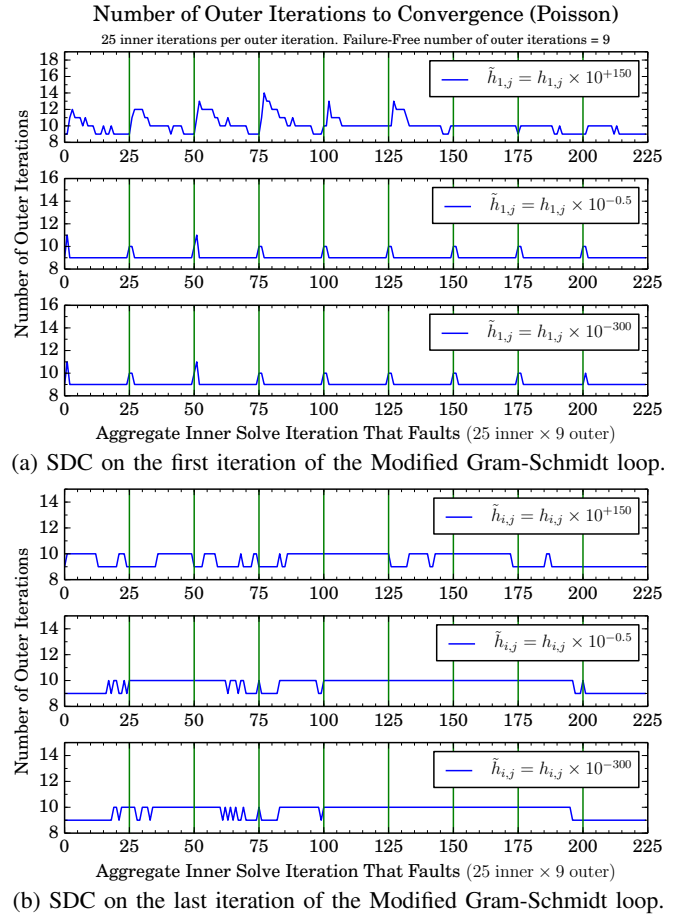 Number of Outer Iterations to Convergence (Poisson)
25 inner iterations per outer iteration. Failure-Free number of outer iterations = 9
Number of Outer Iterations
18
16
14
12
10
8
h̃₁,ⱼ = h₁,ⱼ × 10⁺¹⁵⁰
0 25 50 75 100 125 150 175 200 225
16
14
12
10
8
h̃₁,ⱼ = h₁,ⱼ × 10⁻⁰·⁵
0 25 50 75 100 125 150 175 200 225
16
14
12
10
8
h̃₁,ⱼ = h₁,ⱼ × 10⁻³⁰⁰
0 25 50 75 100 125 150 175 200 225
Aggregate Inner Solve Iteration That Faults (25 inner × 9 outer)
(a) SDC on the first iteration of the Modified Gram-Schmidt loop.
Number of Outer Iterations
14
12
10
8
h̃ᵢ,ⱼ = hᵢ,ⱼ × 10⁺¹⁵⁰
0 25 50 75 100 125 150 175 200 225
14
12
10
8
h̃ᵢ,ⱼ = hᵢ,ⱼ × 10⁻⁰·⁵
0 25 50 75 100 125 150 175 200 225
14
12
10
8
h̃ᵢ,ⱼ = hᵢ,ⱼ × 10⁻³⁰⁰
0 25 50 75 100 125 150 175 200 225
Aggregate Inner Solve Iteration That Faults (25 inner × 9 outer)
(b) SDC on the last iteration of the Modified Gram-Schmidt loop.